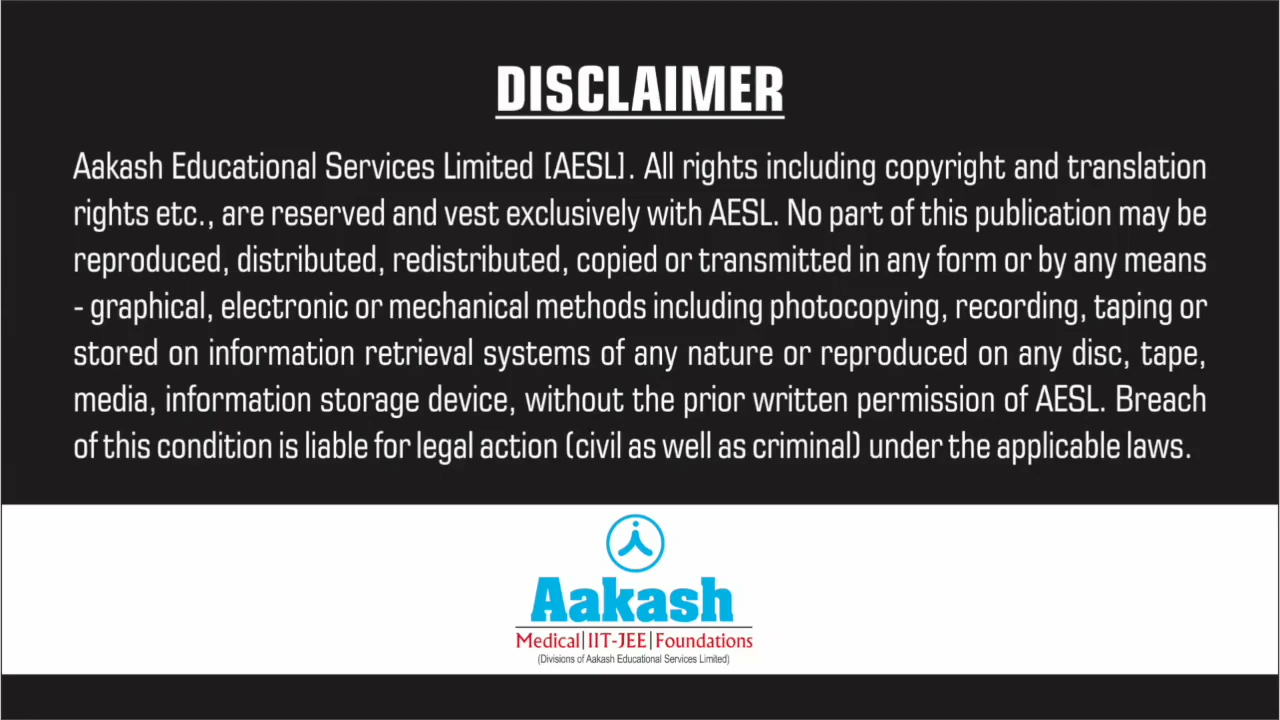 DISCLAIMER
Aakash Educational Services Limited [AESL]. All rights including copyright and translation
rights etc., are reserved and vest exclusively with AESL. No part of this publication may be
reproduced, distributed, redistributed, copied or transmitted in any form or by any means
- graphical, electronic or mechanical methods including photocopying, recording, taping or
stored on information retrieval systems of any nature or reproduced on any disc, tape,
media, information storage device, without the prior written permission of AESL. Breach
of this condition is liable for legal action (civil as well as criminal) under the applicable laws.
Aakash
Medical|IIT-JEE|Foundations
(Divisions of Aakash Educational Services Limited)